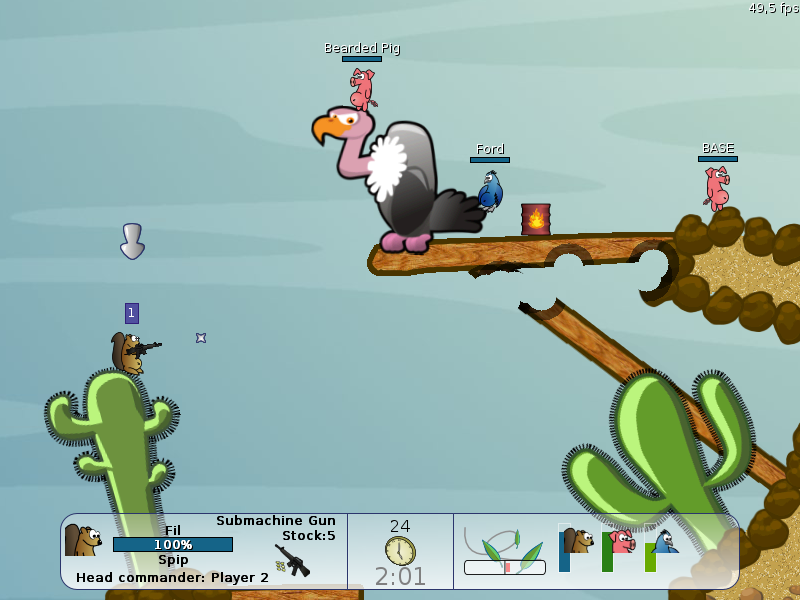 49,5 fps
Bearded Pig
Ford
BASE
1
Fil
100%
Spip
Head commander: Player 2
Submachine Gun
Stock:5
24
2:01